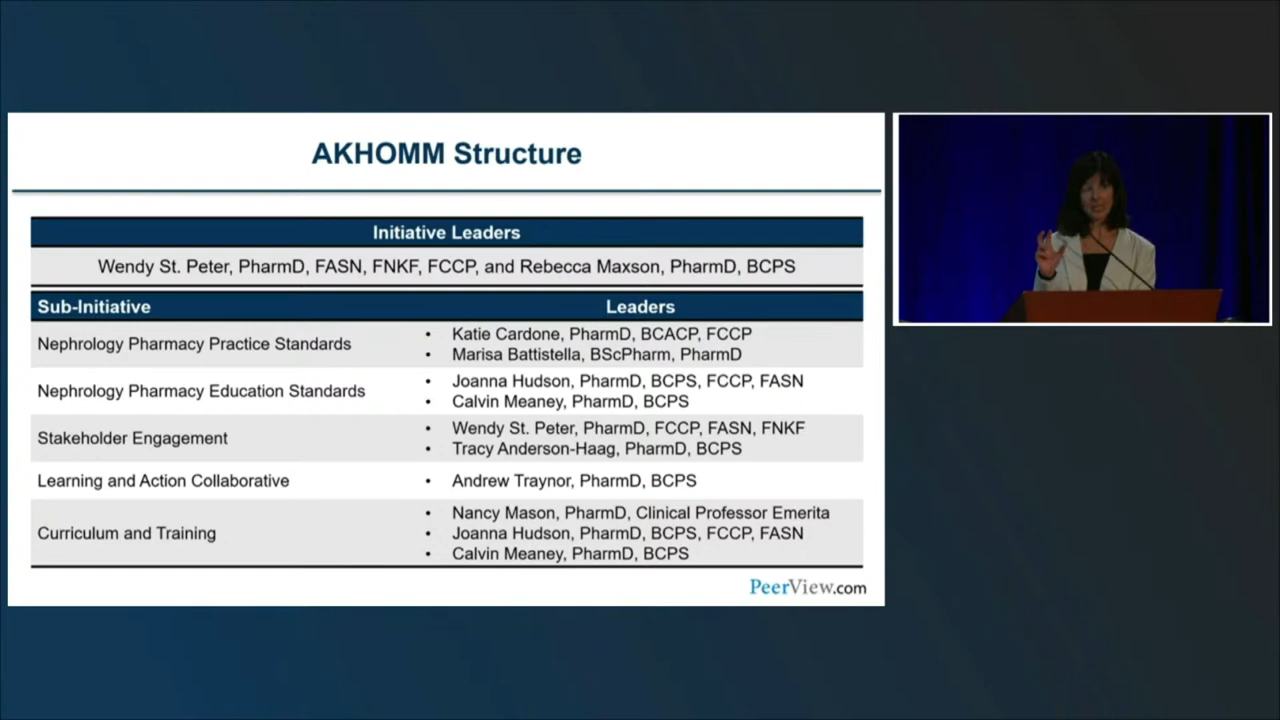 AKHOMM Structure
Initiative Leaders
Wendy St. Peter, PharmD, FASN, FNKF, FCCP, and Rebecca Maxson, PharmD, BCPS
Sub-Initiative Leaders
Nephrology Pharmacy Practice Standards
• Katie Cardone, PharmD, BCACP, FCCP
• Marisa Battistella, BScPharm, PharmD
Nephrology Pharmacy Education Standards
• Joanna Hudson, PharmD, BCPS, FCCP, FASN
• Calvin Meaney, PharmD, BCPS
Stakeholder Engagement
• Wendy St. Peter, PharmD, FCCP, FASN, FNKF
• Tracy Anderson-Haag, PharmD, BCPS
Learning and Action Collaborative
• Andrew Traynor, PharmD, BCPS
Curriculum and Training
• Nancy Mason, PharmD, Clinical Professor Emerita
• Joanna Hudson, PharmD, BCPS, FCCP, FASN
• Calvin Meaney, PharmD, BCPS
PeerView.com